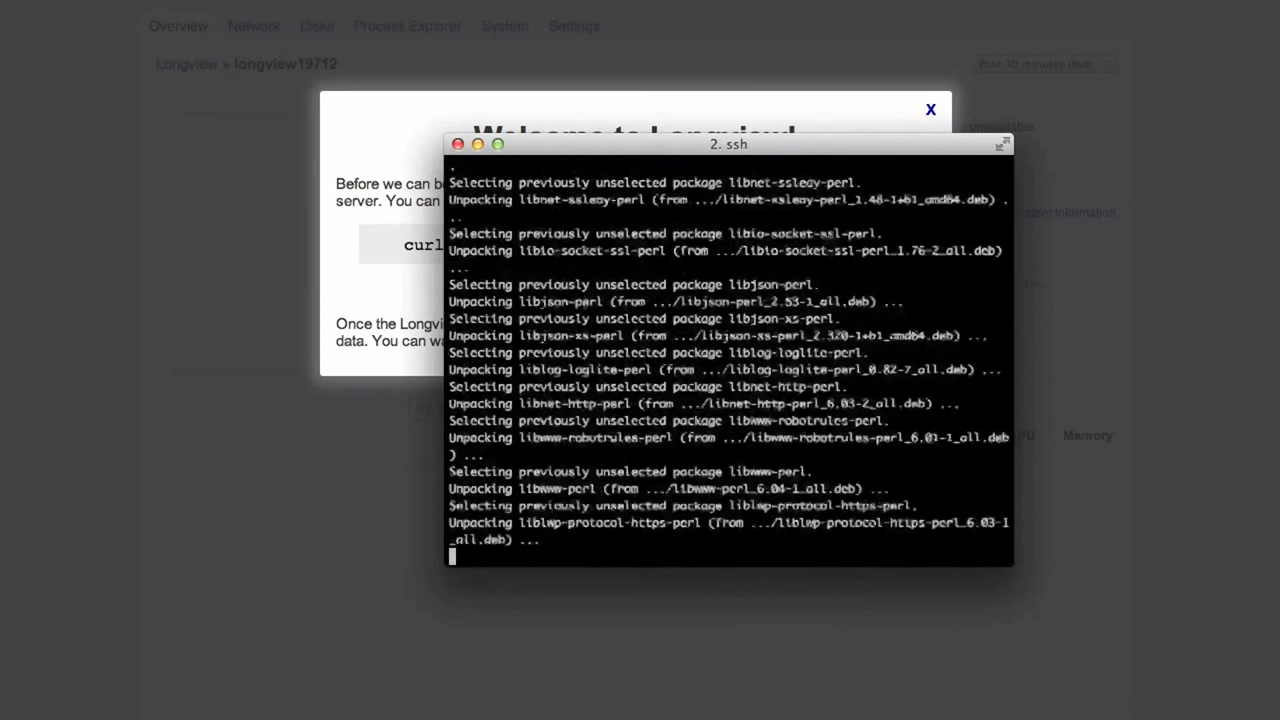 Overview Network Disks Process Explorer System Settings
Longview » longview19712
Past 30 minutes (live)
X
Welcome to Longview!
unavailable.
2. ssh
Before we can be
server. You can
curl
Once the Longvi
data. You can wa
.
Selecting previously unselected package libnet-ssleay-perl.
Unpacking libnet-ssleay-perl (from .../libnet-ssleay-perl_1.48-1+b1_amd64.deb) .
..
Selecting previously unselected package libio-socket-ssl-perl.
Unpacking libio-socket-ssl-perl (from .../libio-socket-ssl-perl_1.76-2_all.deb)
...
Selecting previously unselected package libjson-perl.
Unpacking libjson-perl (from .../libjson-perl_2.53-1_all.deb) ...
Selecting previously unselected package libjson-xs-perl.
Unpacking libjson-xs-perl (from .../libjson-xs-perl_2.320-1+b1_amd64.deb) ...
Selecting previously unselected package liblog-loglite-perl.
Unpacking liblog-loglite-perl (from .../liblog-loglite-perl_0.82-7_all.deb) ...
Selecting previously unselected package libnet-http-perl.
Unpacking libnet-http-perl (from .../libnet-http-perl_6.03-2_all.deb) ...
Selecting previously unselected package libwww-robotrules-perl.
Unpacking libwww-robotrules-perl (from .../libwww-robotrules-perl_6.01-1_all.deb
) ...
Selecting previously unselected package libwww-perl.
Unpacking libwww-perl (from .../libwww-perl_6.04-1_all.deb) ...
Selecting previously unselected package liblwp-protocol-https-perl.
Unpacking liblwp-protocol-https-perl (from .../liblwp-protocol-https-perl_6.03-1
_all.deb) ...
information
PU Memory